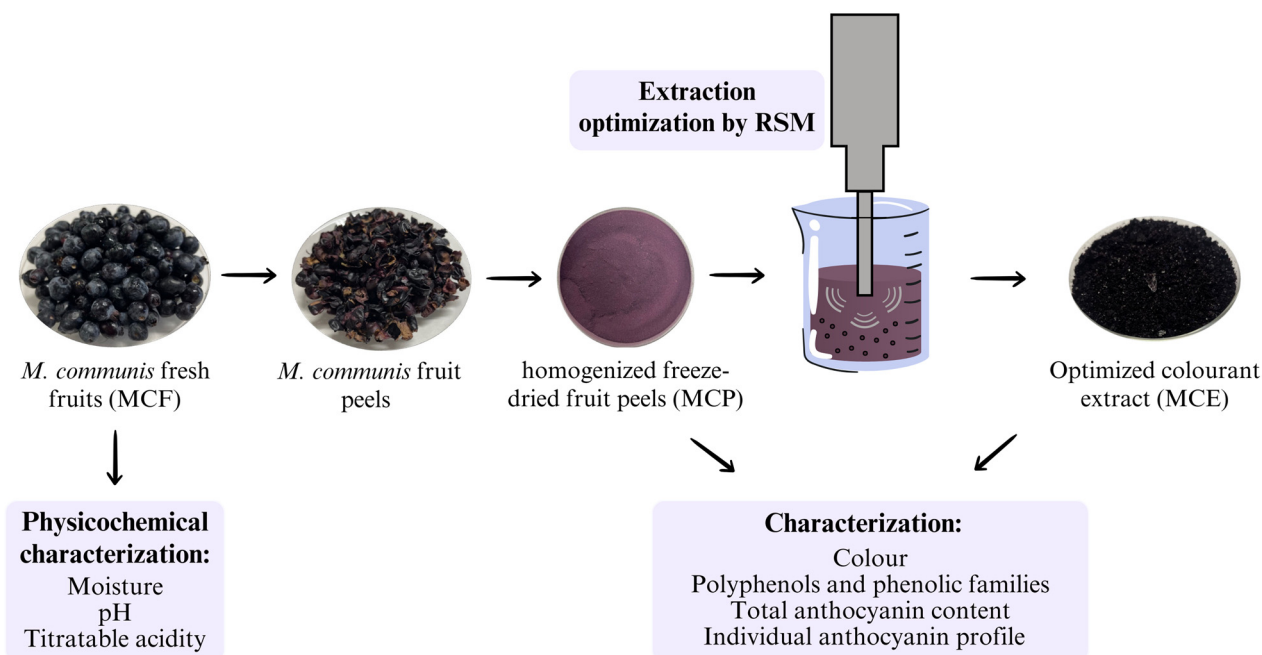 Extraction
optimization by RSM
M. communis fresh
fruits (MCF)
M. communis fruit
peels
homogenized freeze-
dried fruit peels (MCP)
Optimized colourant
extract (MCE)
Physicochemical
characterization:
Moisture
pH
Titratable acidity
Characterization:
Colour
Polyphenols and phenolic families
Total anthocyanin content
Individual anthocyanin profile